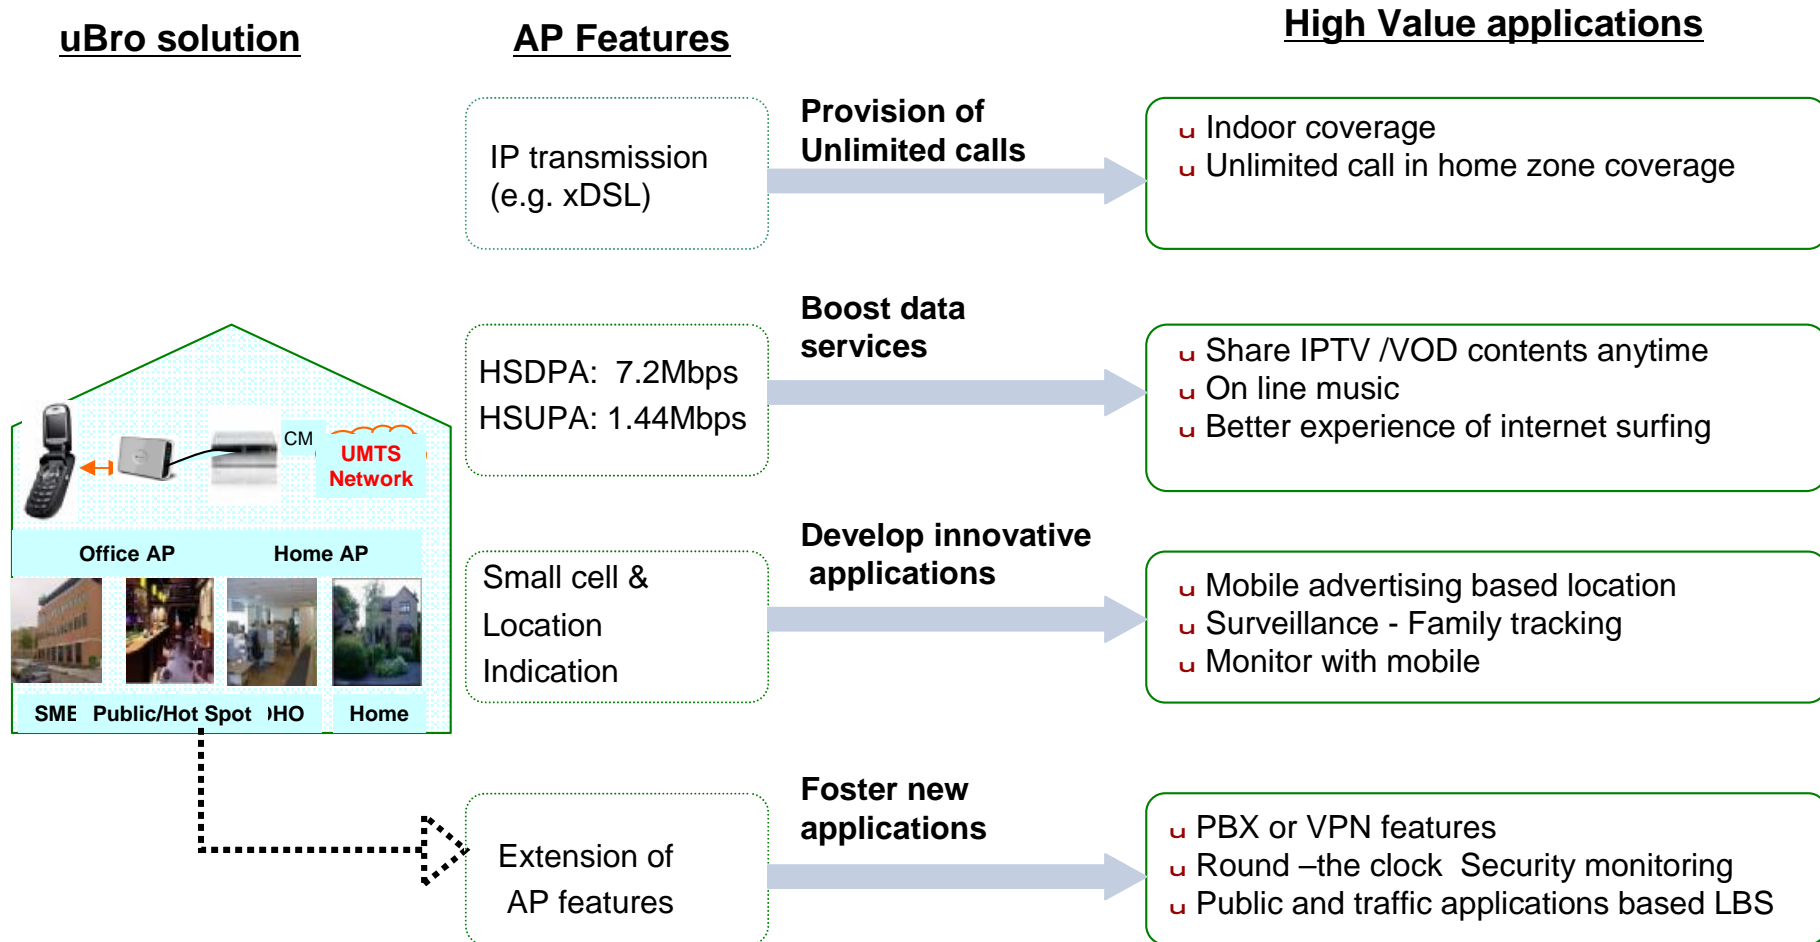 uBro solution
AP Features
High Value applications
IP transmission
(e.g. xDSL)
Provision of
Unlimited calls
u Indoor coverage
u Unlimited call in home zone coverage
HSDPA: 7.2Mbps
HSUPA: 1.44Mbps
Boost data
services
u Share IPTV /VOD contents anytime
u On line music
u Better experience of internet surfing
CM
UMTS
Network
Office AP
Home AP
SME
Public/Hot Spot
Home
Small cell &
Location
Indication
Develop innovative
applications
u Mobile advertising based location
u Surveillance - Family tracking
u Monitor with mobile
Extension of
AP features
Foster new
applications
u PBX or VPN features
u Round –the clock Security monitoring
u Public and traffic applications based LBS